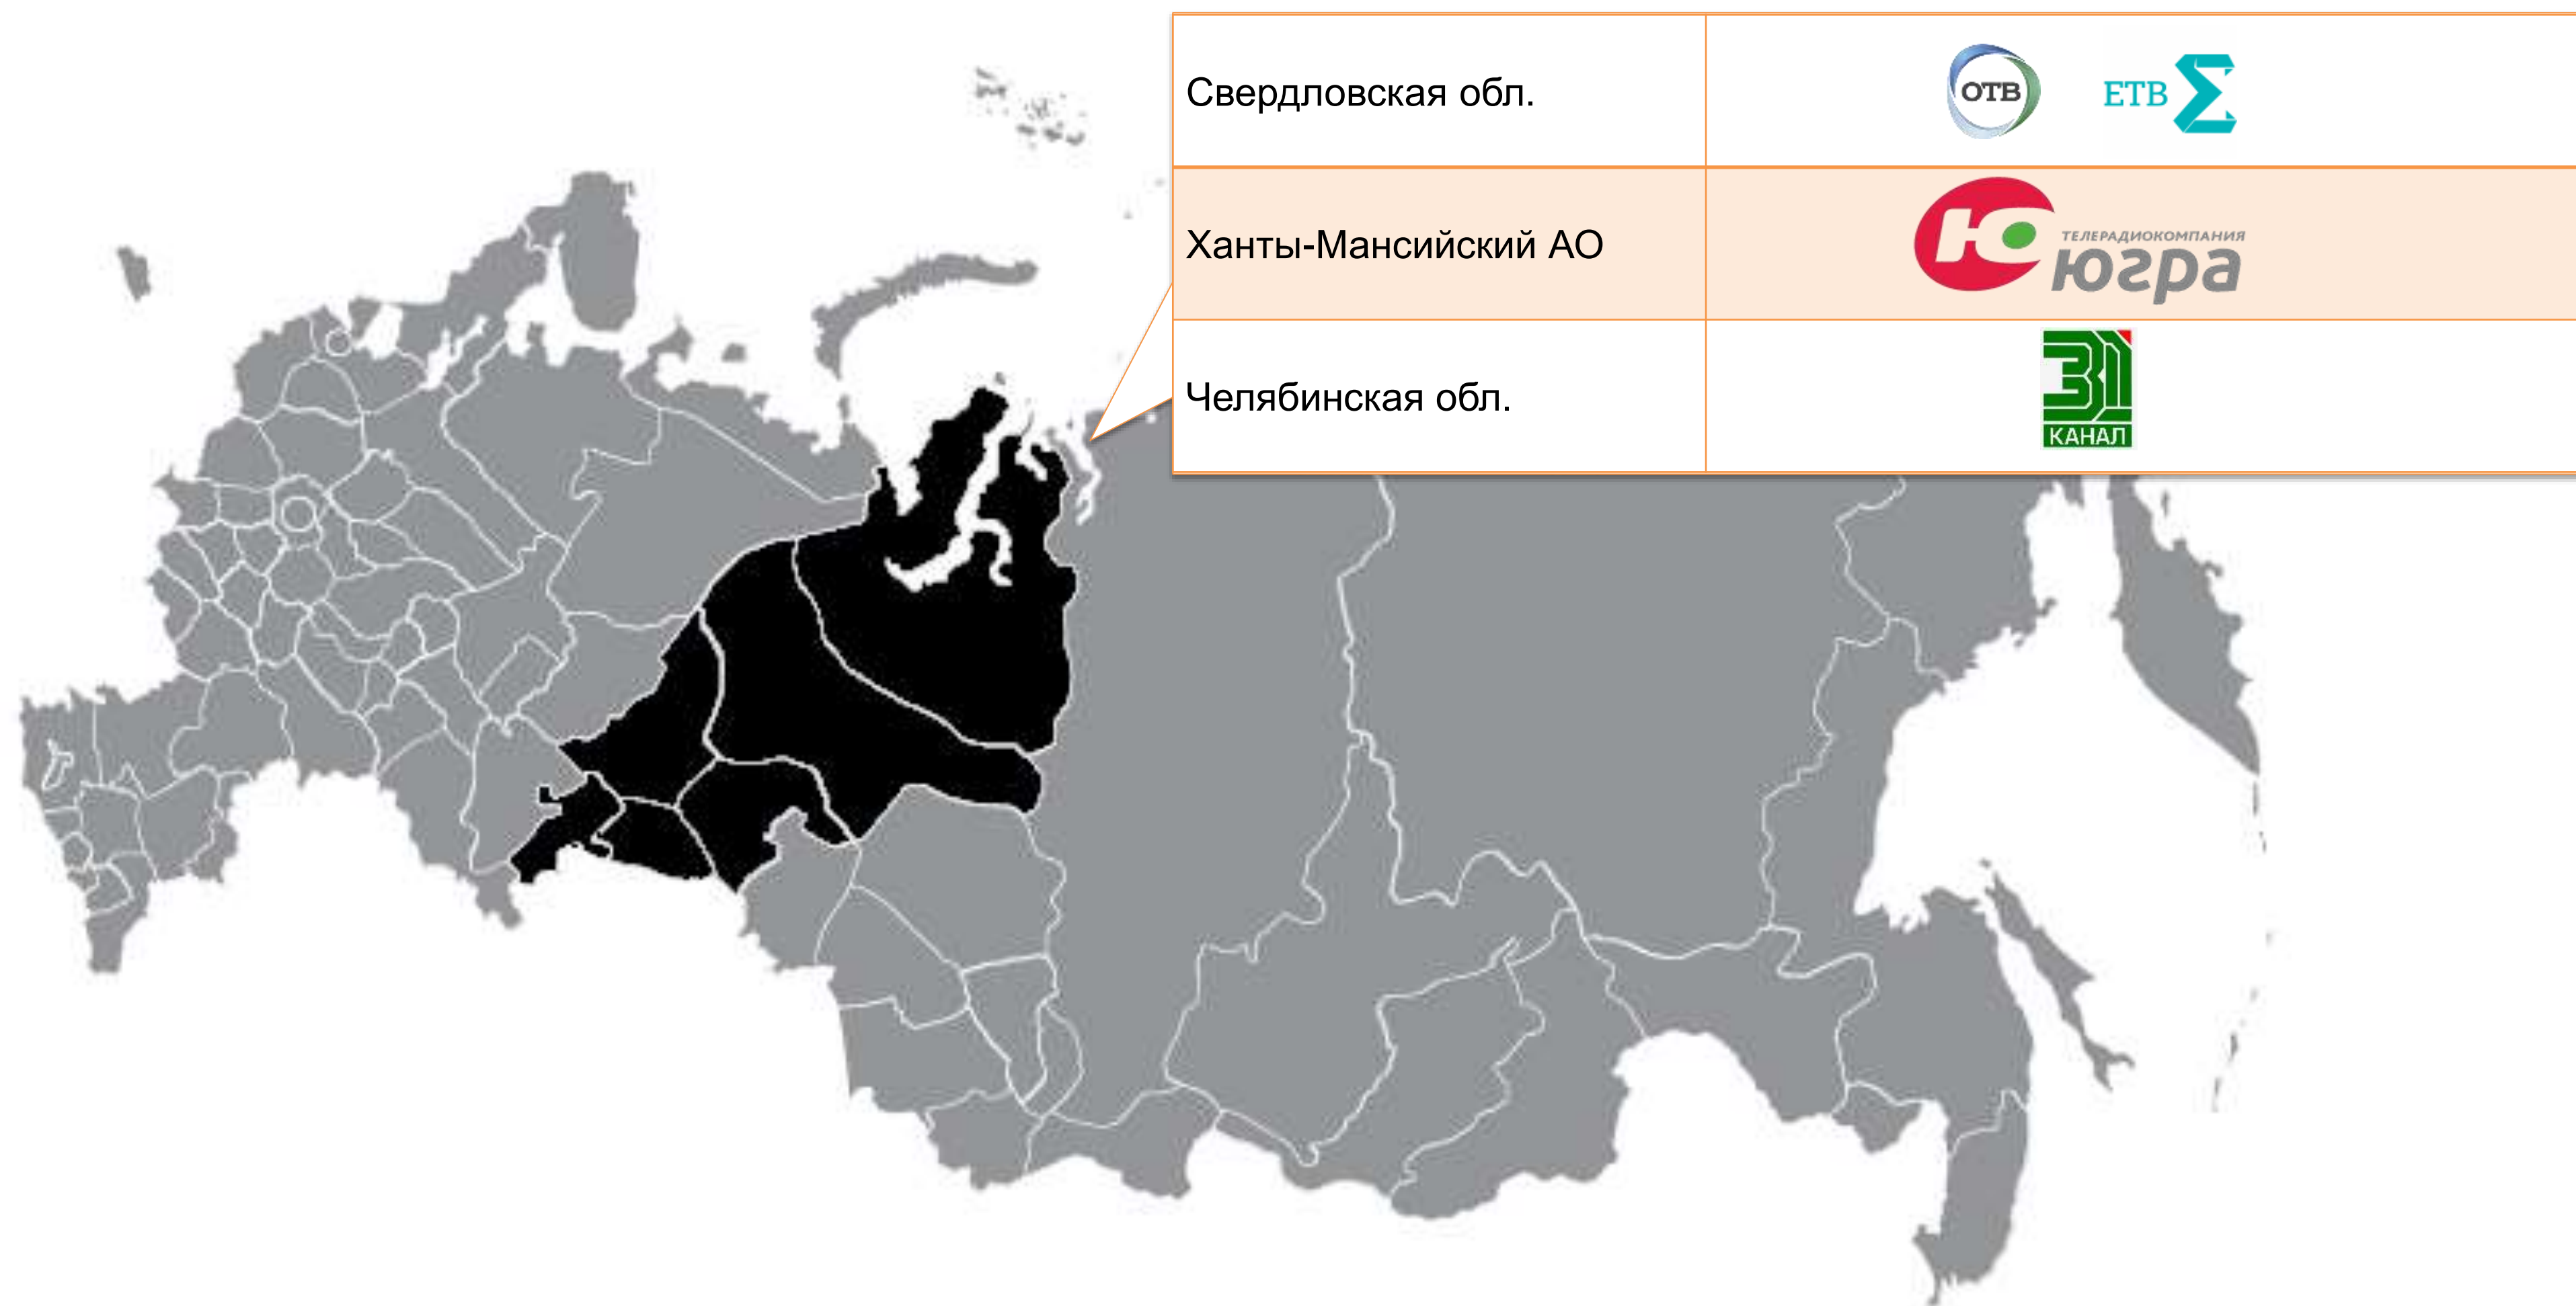 Свердловская обл.
ОТВ
ЕТВ
Ханты-Мансийский АО
ТЕЛЕРАДИОКОМПАНИЯ
югра
Челябинская обл.
31
КАНАЛ